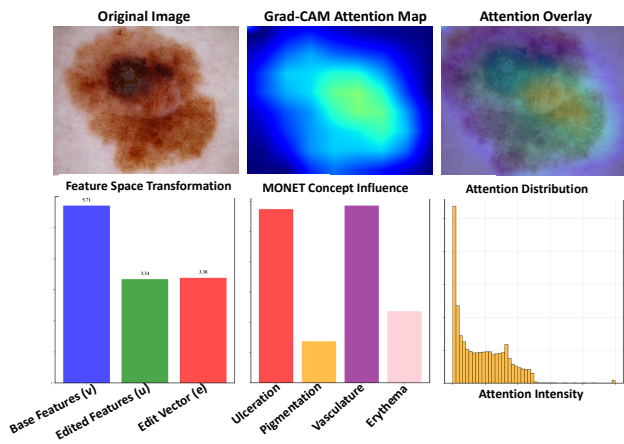 Original Image
Grad-CAM Attention Map
Attention Overlay
Feature Space Transformation
MONET Concept Influence
Attention Distribution
5.71
3.34
3.38
Base Features (v)
Edited Features (u)
Edit Vector (e)
Ulceration
Pigmentation
Vasculature
Erythema
Attention Intensity